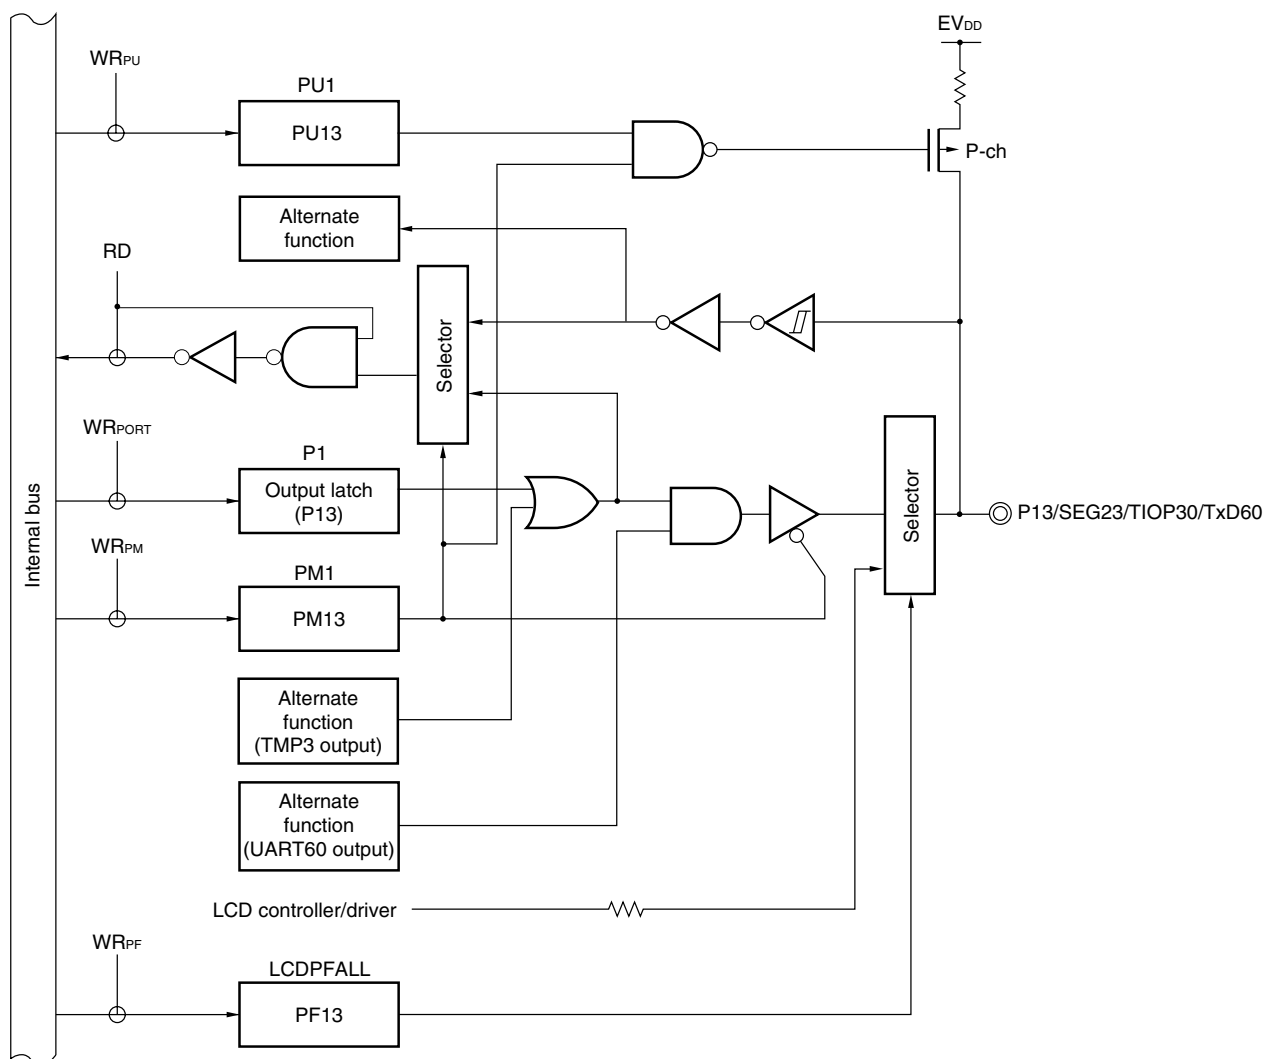 EVDD
WRPU
PU1
PU13
P-ch
Alternate
function
RD
Selector
WRPORT
P1
Output latch
(P13)
Selector
P13/SEG23/TIOP30/TxD60
Internal bus
WRPM
PM1
PM13
Alternate
function
(TMP3 output)
Alternate
function
(UART60 output)
LCD controller/driver
WRPF
LCDPFALL
PF13